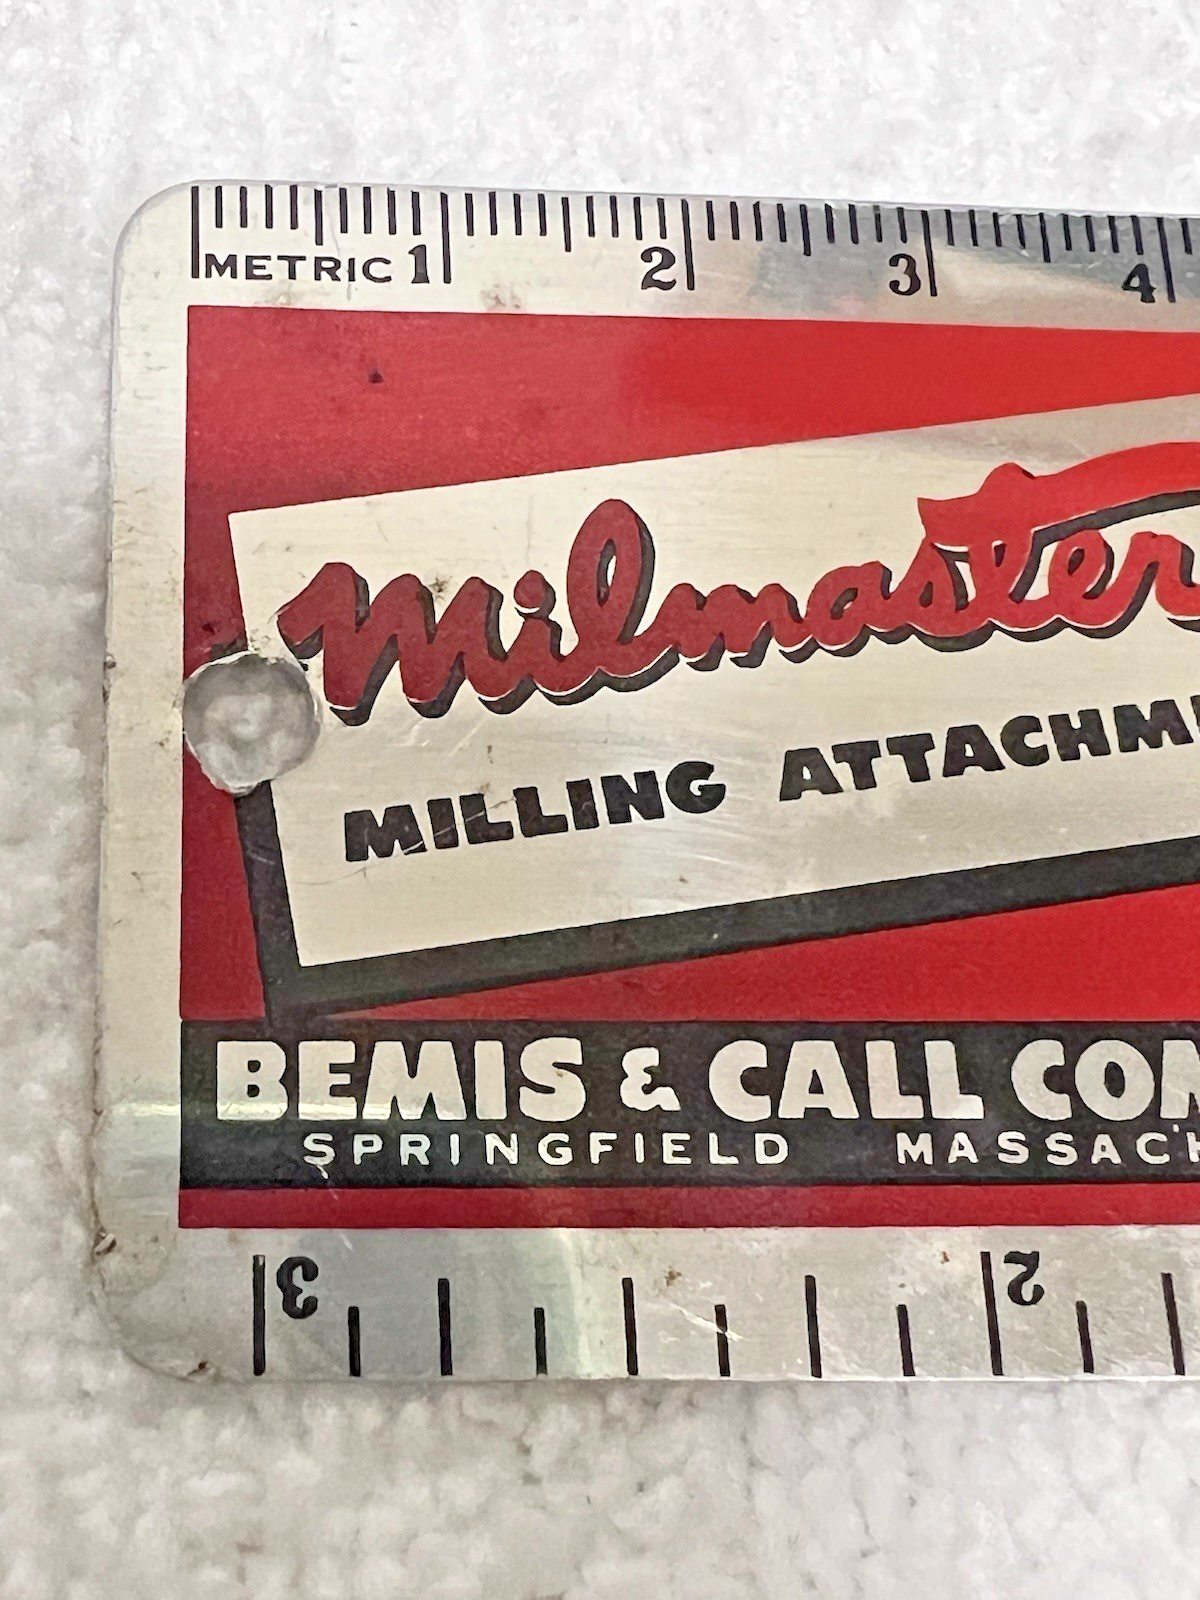 METRIC 1 2 3 4
Milmaster
MILLING ATTACHM
BEMIS & CALL COM
SPRINGFIELD MASSACH
3 2